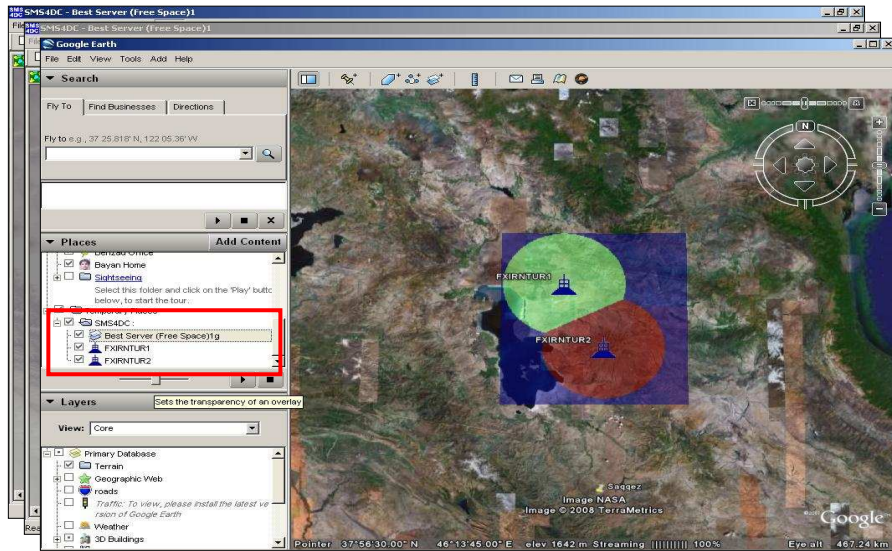 SMS4DC - Best Server (Free Space)1
SMS4DC - Best Server (Free Space)1
Google Earth
File Edit View Tools Add Help
Search
Fly To
Find Businesses
Directions
Fly to e.g., 37 25.818' N, 122 05.36' W
Places
Add Content
Behzad Office
Bayan Home
Sightseeing
Select this folder and click on the 'Play' butto
below, to start the tour.
Temporary Places
SMS4DC :
Best Server (Free Space)1g
FXIRNTUR1
FXIRNTUR2
Sets the transparency of an overlay
Layers
View: Core
Primary Database
Terrain
Geographic Web
roads
Traffic: To view, please install the latest ve
rsion of Google Earth
Weather
3D Buildings
N
FXIRNTUR1
FXIRNTUR2
Saqqez
Image NASA
Image © 2008 TerraMetrics
Google
Pointer 37°56'30.00" N 46°13'45.00" E elev 1642 m Streaming |||||||||| 100% Eye alt 467.24 km